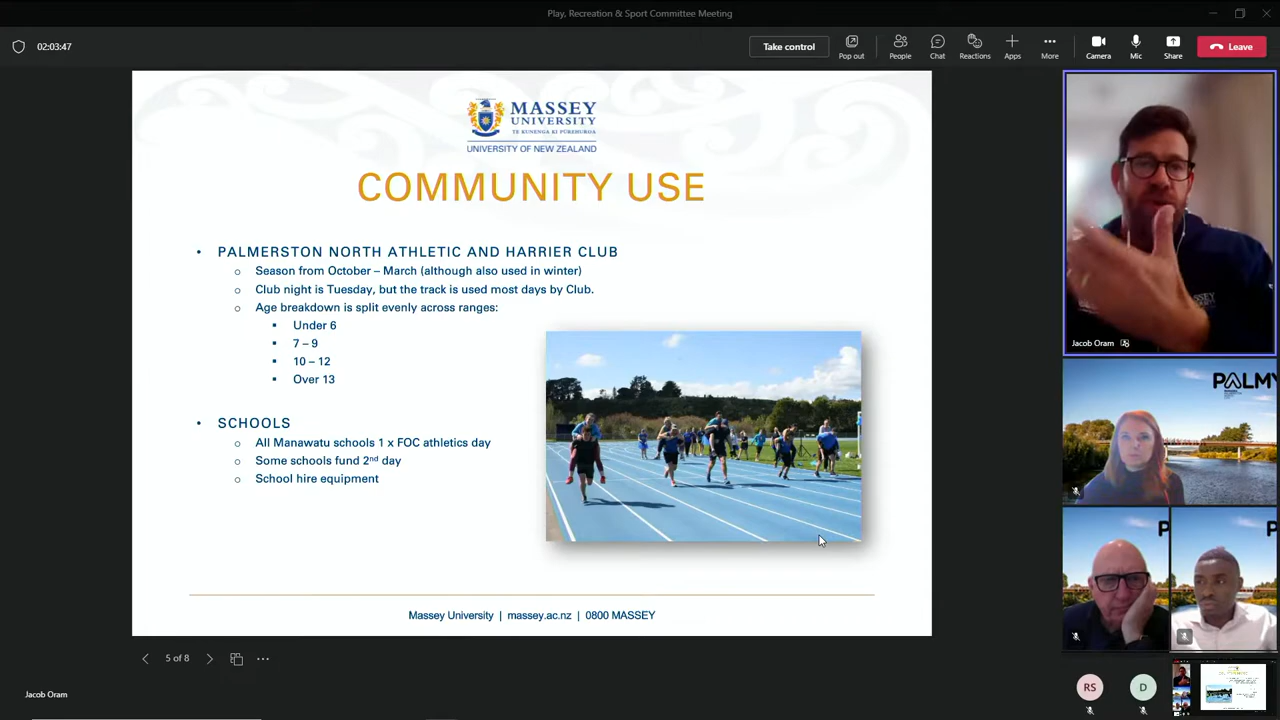 Play, Recreation & Sport Committee Meeting
02:03:47
Take control
Pop out
People
Chat
Reactions
Apps
More
Camera
Mic
Share
Leave
MASSEY
UNIVERSITY
TE KUNENGA KI PŪREHUROA
UNIVERSITY OF NEW ZEALAND
COMMUNITY USE
• PALMERSTON NORTH ATHLETIC AND HARRIER CLUB
o Season from October – March (although also used in winter)
o Club night is Tuesday, but the track is used most days by Club.
o Age breakdown is split evenly across ranges:
▪ Under 6
▪ 7 – 9
▪ 10 – 12
▪ Over 13
• SCHOOLS
o All Manawatu schools 1 x FOC athletics day
o Some schools fund 2nd day
o School hire equipment
Massey University | massey.ac.nz | 0800 MASSEY
5 of 8
Jacob Oram
Jacob Oram
PALMY
P
P
RS
D